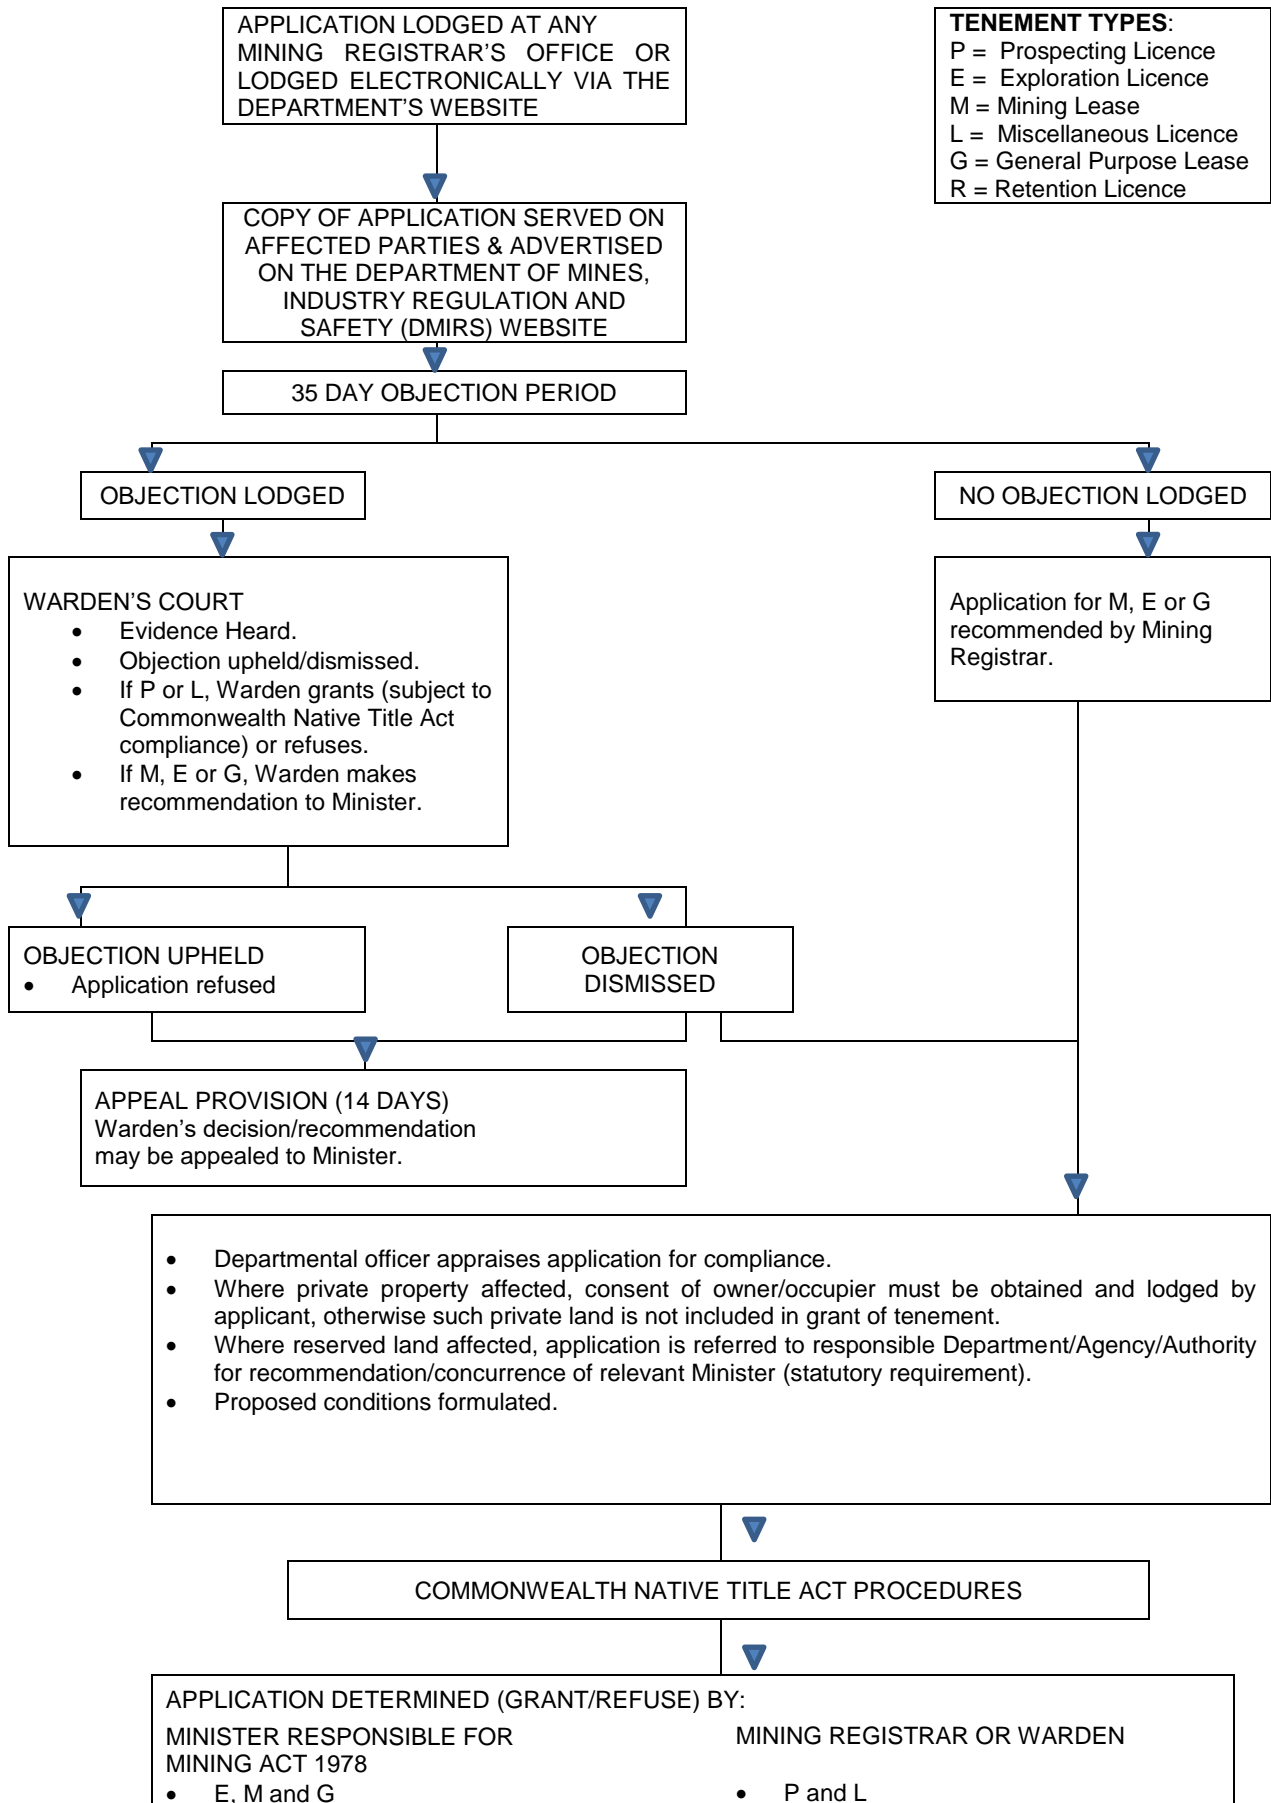 APPLICATION LODGED AT ANY
MINING REGISTRAR'S OFFICE OR
LODGED ELECTRONICALLY VIA THE
DEPARTMENT'S WEBSITE
TENEMENT TYPES:
P = Prospecting Licence
E = Exploration Licence
M = Mining Lease
L = Miscellaneous Licence
G = General Purpose Lease
R = Retention Licence
COPY OF APPLICATION SERVED ON
AFFECTED PARTIES & ADVERTISED
ON THE DEPARTMENT OF MINES,
INDUSTRY REGULATION AND
SAFETY (DMIRS) WEBSITE
35 DAY OBJECTION PERIOD
OBJECTION LODGED
NO OBJECTION LODGED
WARDEN'S COURT
• Evidence Heard.
• Objection upheld/dismissed.
• If P or L, Warden grants (subject to
Commonwealth Native Title Act
compliance) or refuses.
• If M, E or G, Warden makes
recommendation to Minister.
Application for M, E or G
recommended by Mining
Registrar.
OBJECTION UPHELD
• Application refused
OBJECTION
DISMISSED
APPEAL PROVISION (14 DAYS)
Warden's decision/recommendation
may be appealed to Minister.
• Departmental officer appraises application for compliance.
• Where private property affected, consent of owner/occupier must be obtained and lodged by
applicant, otherwise such private land is not included in grant of tenement.
• Where reserved land affected, application is referred to responsible Department/Agency/Authority
for recommendation/concurrence of relevant Minister (statutory requirement).
• Proposed conditions formulated.
COMMONWEALTH NATIVE TITLE ACT PROCEDURES
APPLICATION DETERMINED (GRANT/REFUSE) BY:
MINISTER RESPONSIBLE FOR
MINING ACT 1978
• E, M and G
MINING REGISTRAR OR WARDEN
• P and L